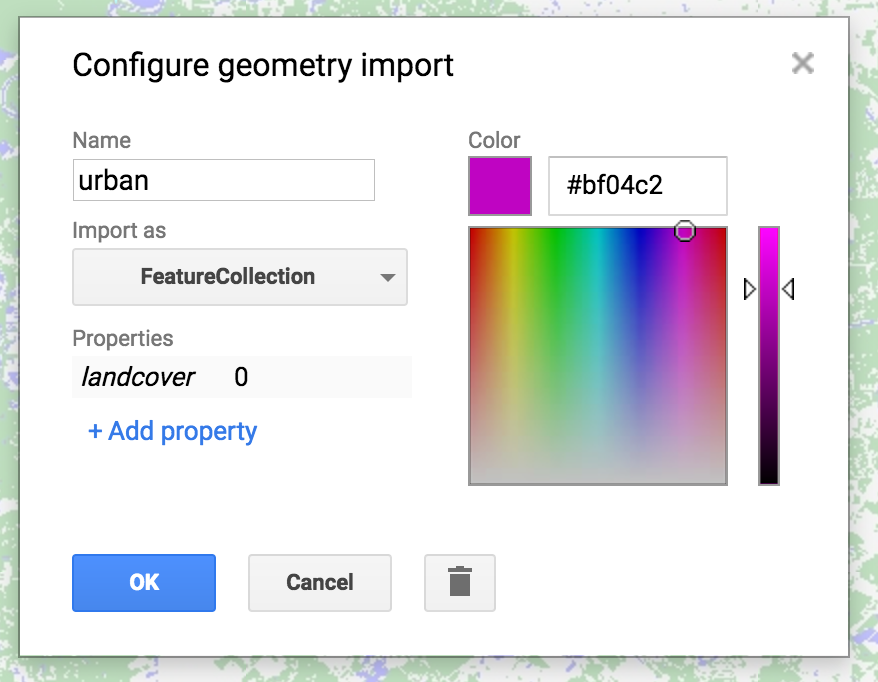 Configure geometry import
Name
urban
Import as
FeatureCollection
Properties
landcover 0
+ Add property
Color
#bf04c2
OK Cancel